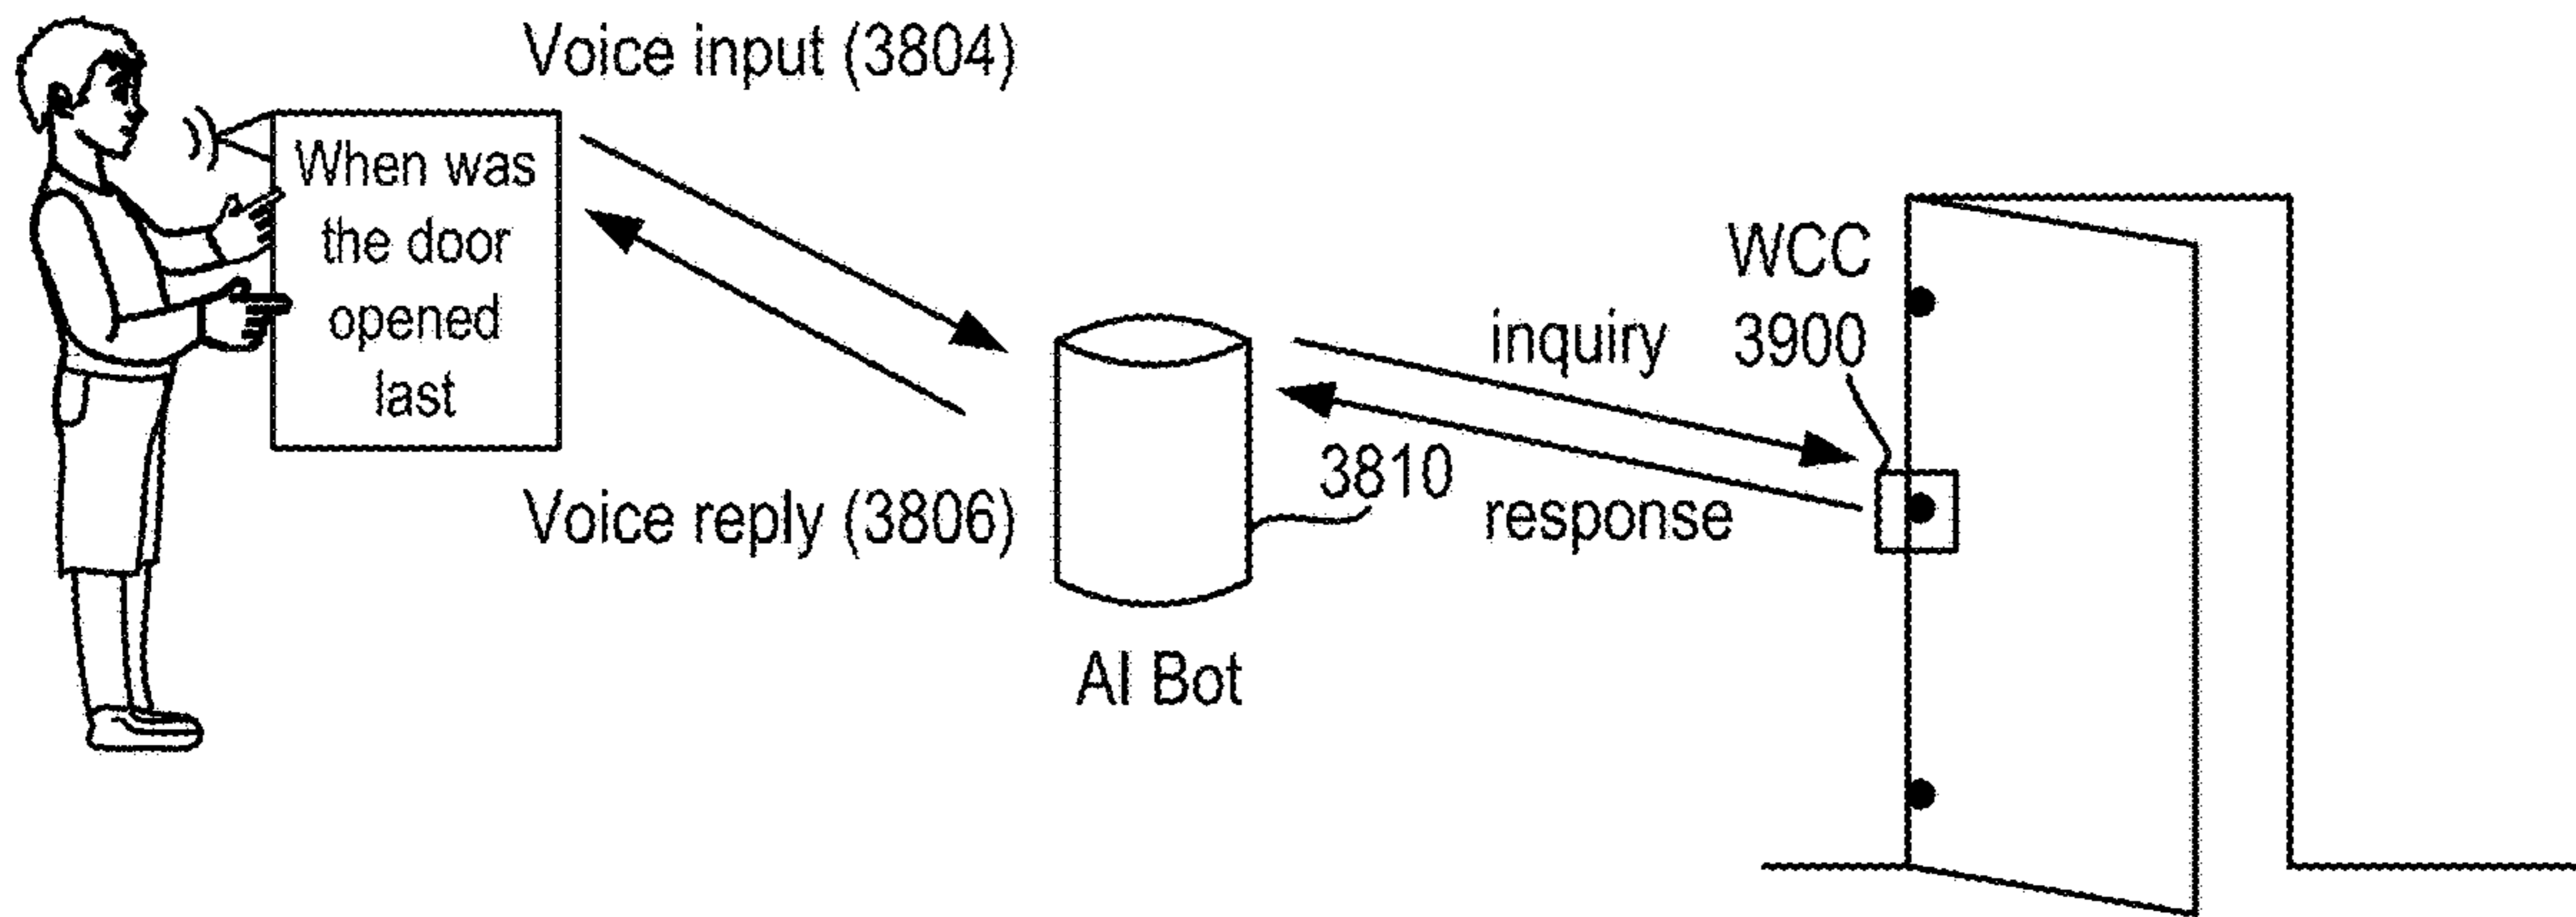 Voice input (3804)
When was
the door
opened
last
Voice reply (3806)
AI Bot
3810
inquiry
response
WCC
3900